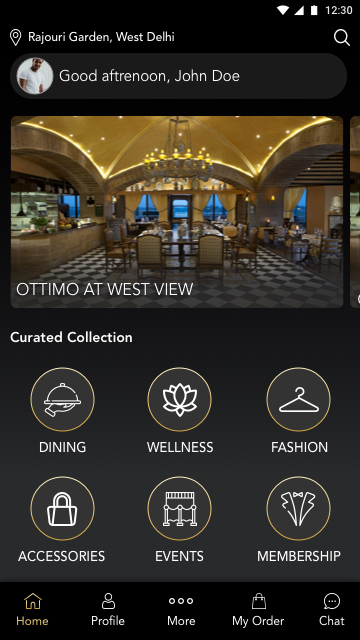 12:30
Rajouri Garden, West Delhi
Good aftrenoon, John Doe
OTTIMO AT WEST VIEW
Curated Collection
DINING WELLNESS FASHION
ACCESSORIES EVENTS MEMBERSHIP
Home Profile More My Order Chat